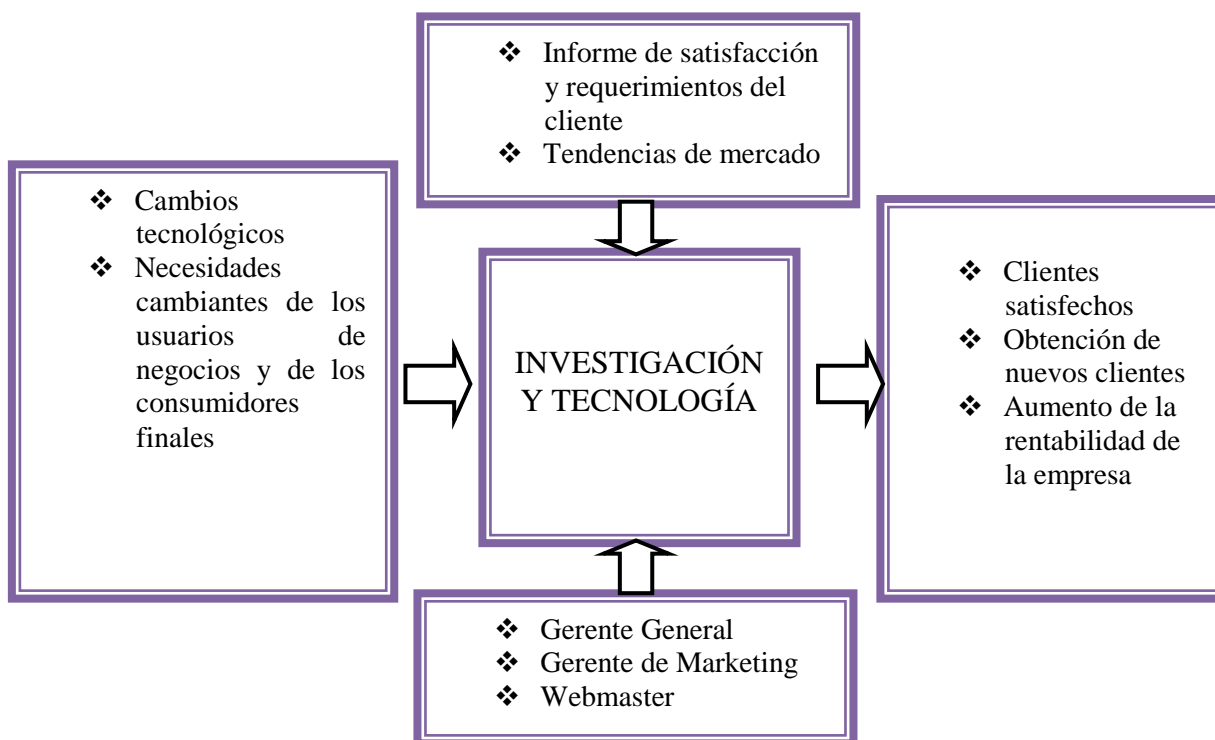 ❖ Informe de satisfacción
y requerimientos del
cliente
❖ Tendencias de mercado
❖ Cambios
tecnológicos
❖ Necesidades
cambiantes de los
usuarios de
negocios y de los
consumidores
finales
INVESTIGACIÓN
Y TECNOLOGÍA
❖ Clientes
satisfechos
❖ Obtención de
nuevos clientes
❖ Aumento de la
rentabilidad de
la empresa
❖ Gerente General
❖ Gerente de Marketing
❖ Webmaster